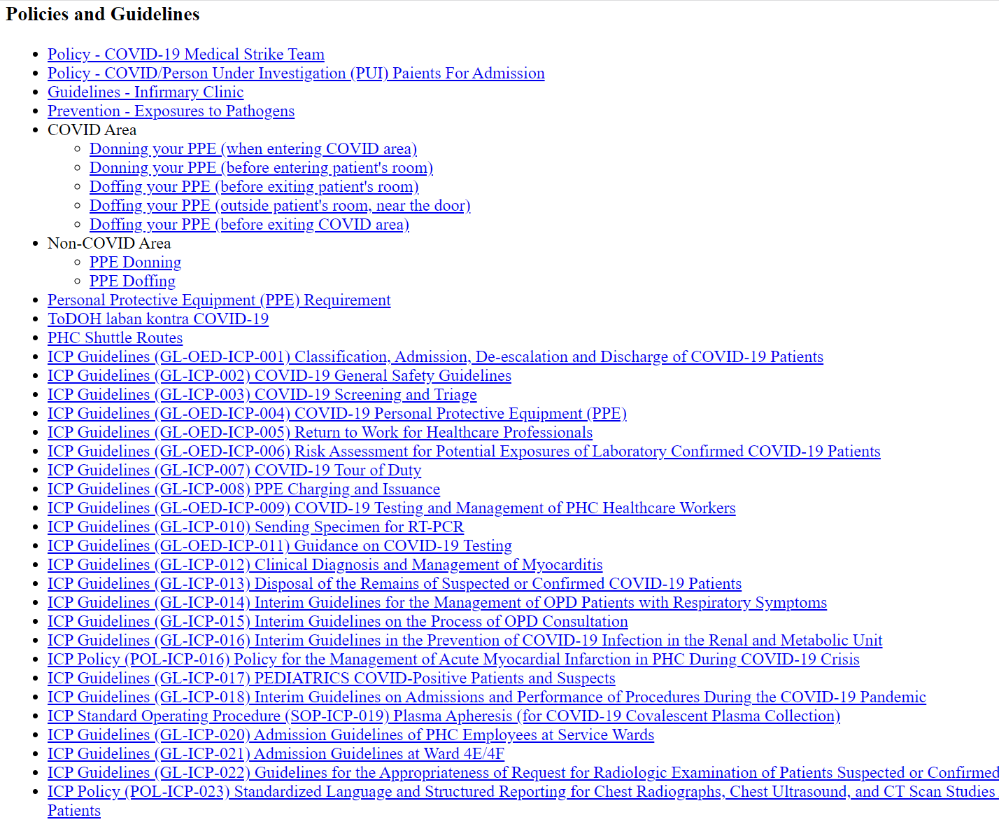 Policies and Guidelines
Policy - COVID-19 Medical Strike Team
Policy - COVID/Person Under Investigation (PUI) Paients For Admission
Guidelines - Infirmary Clinic
Prevention - Exposures to Pathogens
COVID Area
Donning your PPE (when entering COVID area)
Donning your PPE (before entering patient's room)
Doffing your PPE (before exiting patient's room)
Doffing your PPE (outside patient's room, near the door)
Doffing your PPE (before exiting COVID area)
Non-COVID Area
PPE Donning
PPE Doffing
Personal Protective Equipment (PPE) Requirement
ToDOH laban kontra COVID-19
PHC Shuttle Routes
ICP Guidelines (GL-OED-ICP-001) Classification, Admission, De-escalation and Discharge of COVID-19 Patients
ICP Guidelines (GL-ICP-002) COVID-19 General Safety Guidelines
ICP Guidelines (GL-ICP-003) COVID-19 Screening and Triage
ICP Guidelines (GL-OED-ICP-004) COVID-19 Personal Protective Equipment (PPE)
ICP Guidelines (GL-OED-ICP-005) Return to Work for Healthcare Professionals
ICP Guidelines (GL-OED-ICP-006) Risk Assessment for Potential Exposures of Laboratory Confirmed COVID-19 Patients
ICP Guidelines (GL-ICP-007) COVID-19 Tour of Duty
ICP Guidelines (GL-ICP-008) PPE Charging and Issuance
ICP Guidelines (GL-OED-ICP-009) COVID-19 Testing and Management of PHC Healthcare Workers
ICP Guidelines (GL-ICP-010) Sending Specimen for RT-PCR
ICP Guidelines (GL-OED-ICP-011) Guidance on COVID-19 Testing
ICP Guidelines (GL-ICP-012) Clinical Diagnosis and Management of Myocarditis
ICP Guidelines (GL-ICP-013) Disposal of the Remains of Suspected or Confirmed COVID-19 Patients
ICP Guidelines (GL-ICP-014) Interim Guidelines for the Management of OPD Patients with Respiratory Symptoms
ICP Guidelines (GL-ICP-015) Interim Guidelines on the Process of OPD Consultation
ICP Guidelines (GL-ICP-016) Interim Guidelines in the Prevention of COVID-19 Infection in the Renal and Metabolic Unit
ICP Policy (POL-ICP-016) Policy for the Management of Acute Myocardial Infarction in PHC During COVID-19 Crisis
ICP Guidelines (GL-ICP-017) PEDIATRICS COVID-Positive Patients and Suspects
ICP Guidelines (GL-ICP-018) Interim Guidelines on Admissions and Performance of Procedures During the COVID-19 Pandemic
ICP Standard Operating Procedure (SOP-ICP-019) Plasma Apheresis (for COVID-19 Covalescent Plasma Collection)
ICP Guidelines (GL-ICP-020) Admission Guidelines of PHC Employees at Service Wards
ICP Guidelines (GL-ICP-021) Admission Guidelines at Ward 4E/4F
ICP Guidelines (GL-ICP-022) Guidelines for the Appropriateness of Request for Radiologic Examination of Patients Suspected or Confirmed
ICP Policy (POL-ICP-023) Standardized Language and Structured Reporting for Chest Radiographs, Chest Ultrasound, and CT Scan Studies
Patients